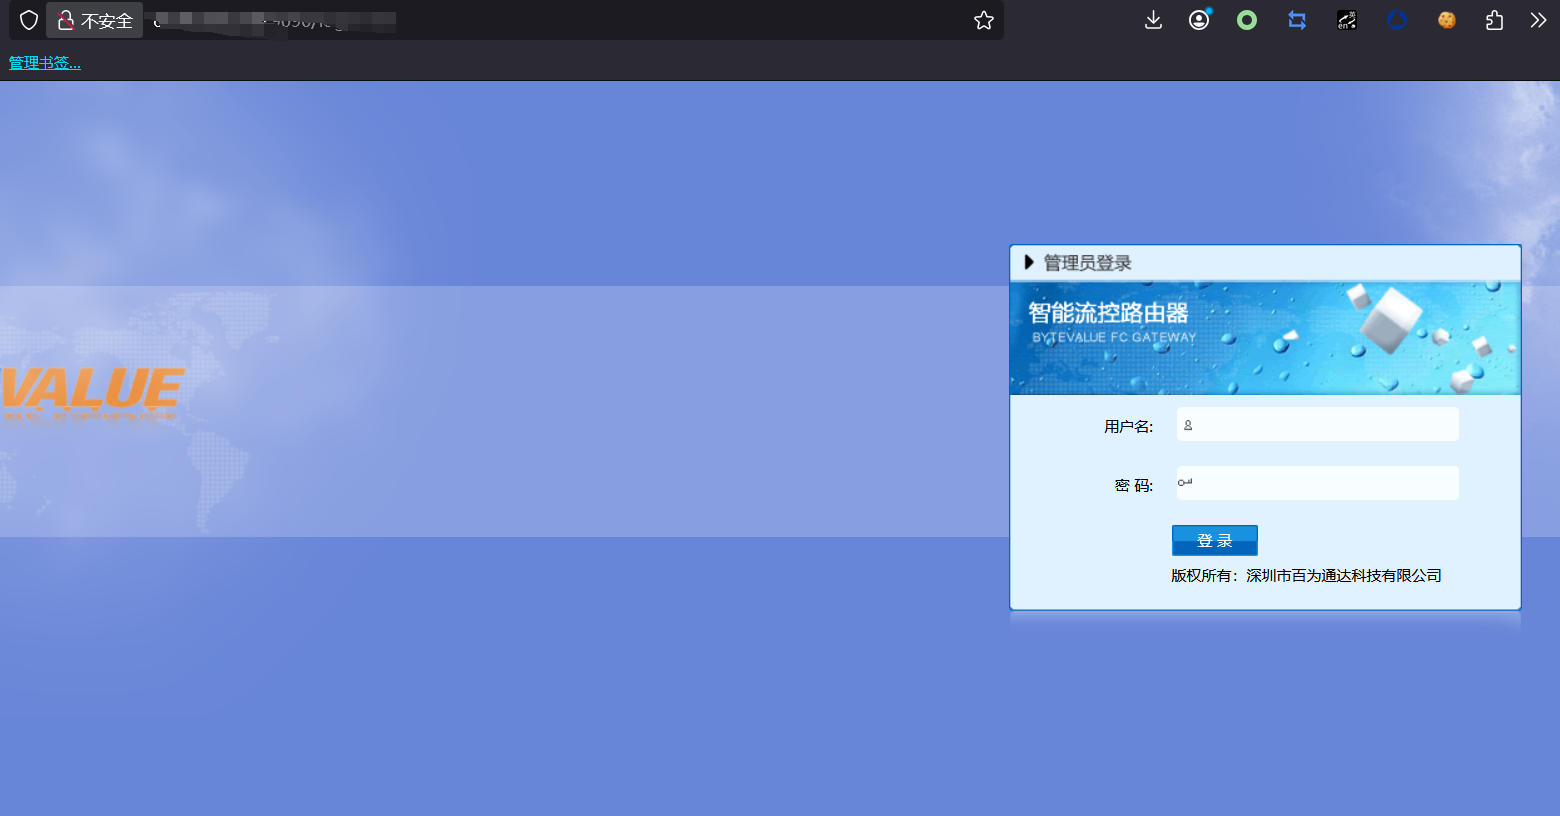 不安全
管理书签...
管理员登录
智能流控路由器
BYTEVALUE FC GATEWAY
VALUE
用户名:
密 码:
登 录
版权所有：深圳市百为通达科技有限公司